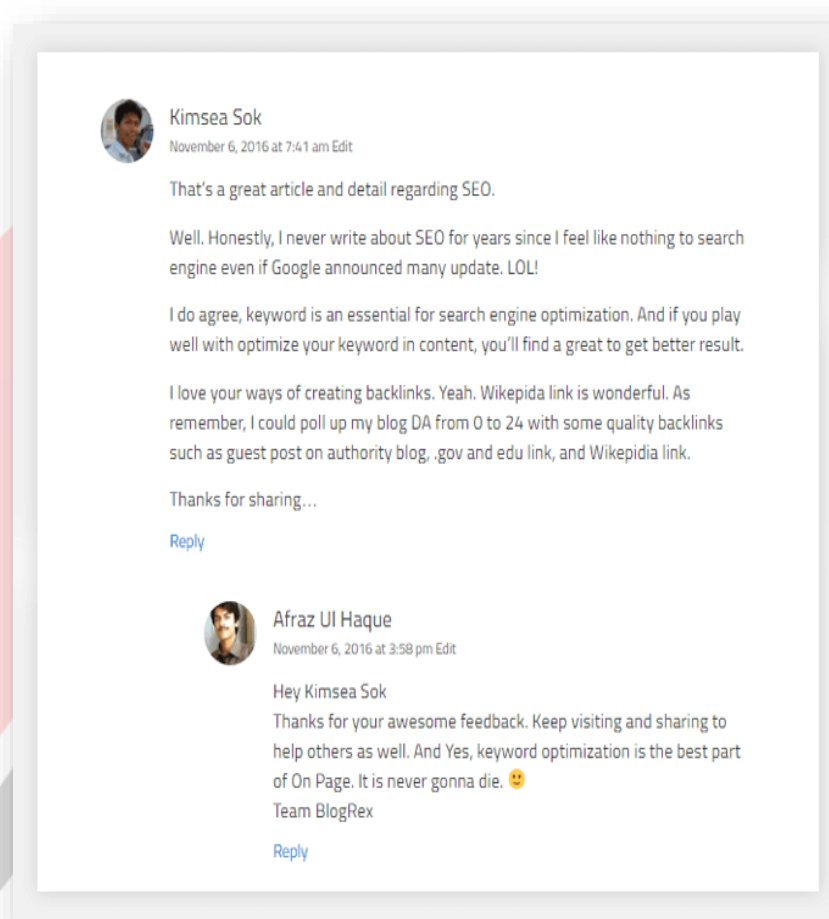 Kimsea Sok
November 6, 2016 at 7:41 am Edit
That's a great article and detail regarding SEO.
Well. Honestly, I never write about SEO for years since I feel like nothing to search
engine even if Google announced many update. LOL!
I do agree, keyword is an essential for search engine optimization. And if you play
well with optimize your keyword in content, you'll find a great to get better result.
I love your ways of creating backlinks. Yeah. Wikepida link is wonderful. As
remember, I could poll up my blog DA from 0 to 24 with some quality backlinks
such as guest post on authority blog, .gov and edu link, and Wikepidia link.
Thanks for sharing…
Reply
Afraz Ul Haque
November 6, 2016 at 3:58 pm Edit
Hey Kimsea Sok
Thanks for your awesome feedback. Keep visiting and sharing to
help others as well. And Yes, keyword optimization is the best part
of On Page. It is never gonna die. 🙂
Team BlogRex
Reply